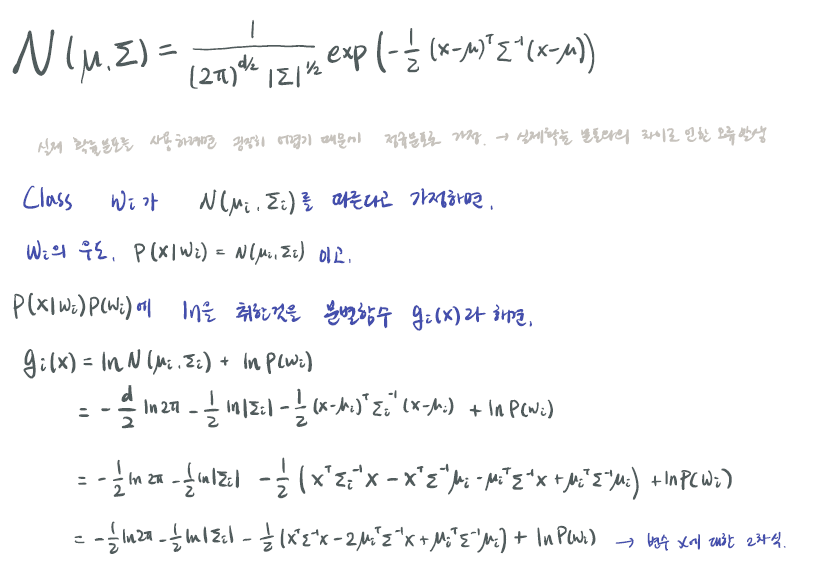 N(μ,Σ) = 1/((2π)^{d/2} |Σ|^{1/2}) exp(-1/2 (x-μ)^T Σ^{-1} (x-μ))
실제 확률분포를 사용하려면 굉장히 어렵기 때문에 정규분포로 가정. → 실제확률 분포와의 차이로 인한 오류 발생
Class wi가 N(μi, Σi)를 따른다고 가정하면,
wi의 우도, P(x|wi) = N(μi, Σi) 이고,
P(x|wi)P(wi)에 ln을 취한것을 분별함수 gi(x)라 하면,
gi(x) = ln N(μi, Σi) + ln P(wi)
= -d/2 ln 2π - 1/2 ln|Σi| - 1/2 (x-μi)^T Σi^{-1} (x-μi) + ln P(wi)
= -1/2 ln 2π - 1/2 ln|Σi| - 1/2 (x^T Σi^{-1} x - x^T Σ^{-1} μi - μi^T Σ^{-1} x + μi^T Σ^{-1} μi) + ln P(wi)
= -1/2 ln 2π - 1/2 ln|Σi| - 1/2 (x^T Σ^{-1} x - 2μi^T Σ^{-1} x + μi^T Σ^{-1} μi) + ln P(wi) → 변수 x에 대한 2차식.